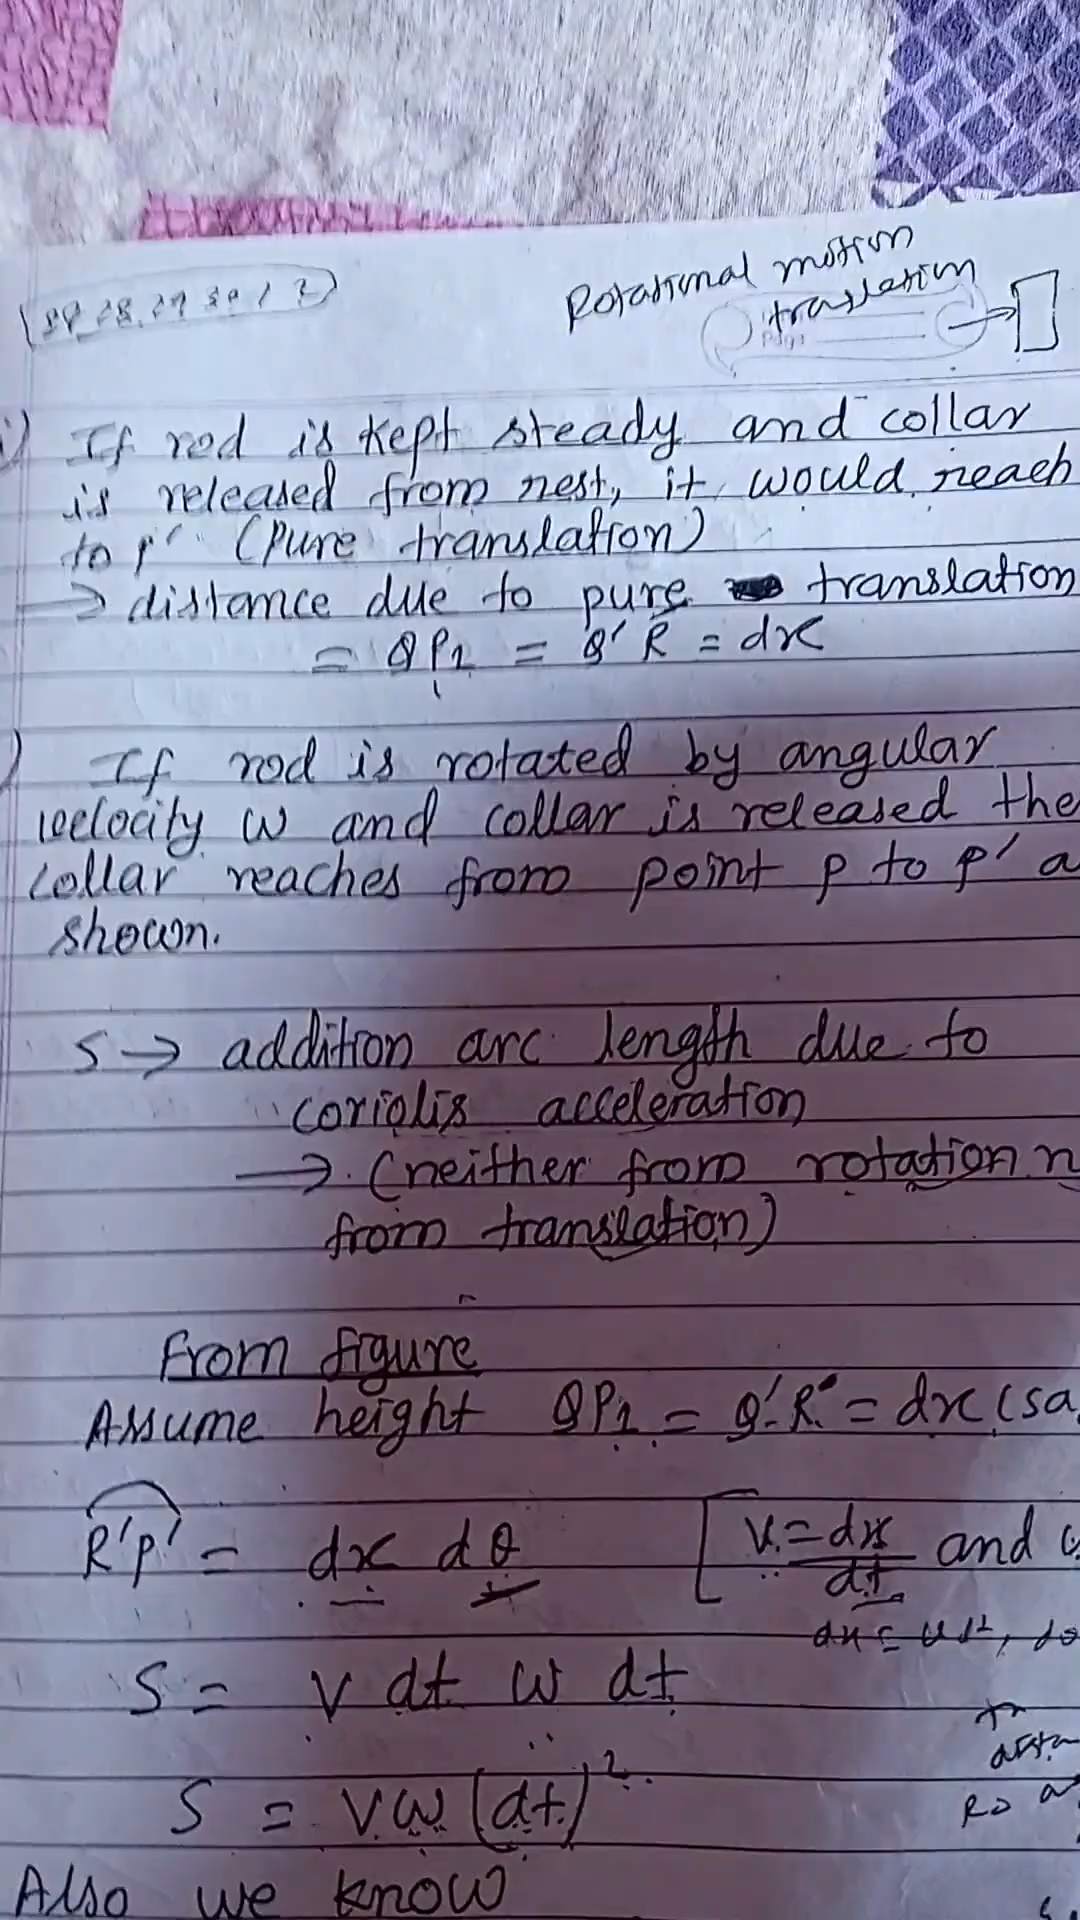 Rotational motion
translation
i) If rod is kept steady and collar
is released from rest, it would reach
to p' (Pure translation)
→ distance due to pure translation
= QP1 = Q'R = dx
) If rod is rotated by angular
velocity ω and collar is released the
collar reaches from point p to p' a
shown.
S → addition arc length due to
coriolis acceleration
→ (neither from rotation n
from translation)
From figure
Assume height QP1 = Q'R' = dx (sa
R'p' = dx dθ [v = dx/dt and
S = v dt ω dt
S = vω (dt)²
Also we know